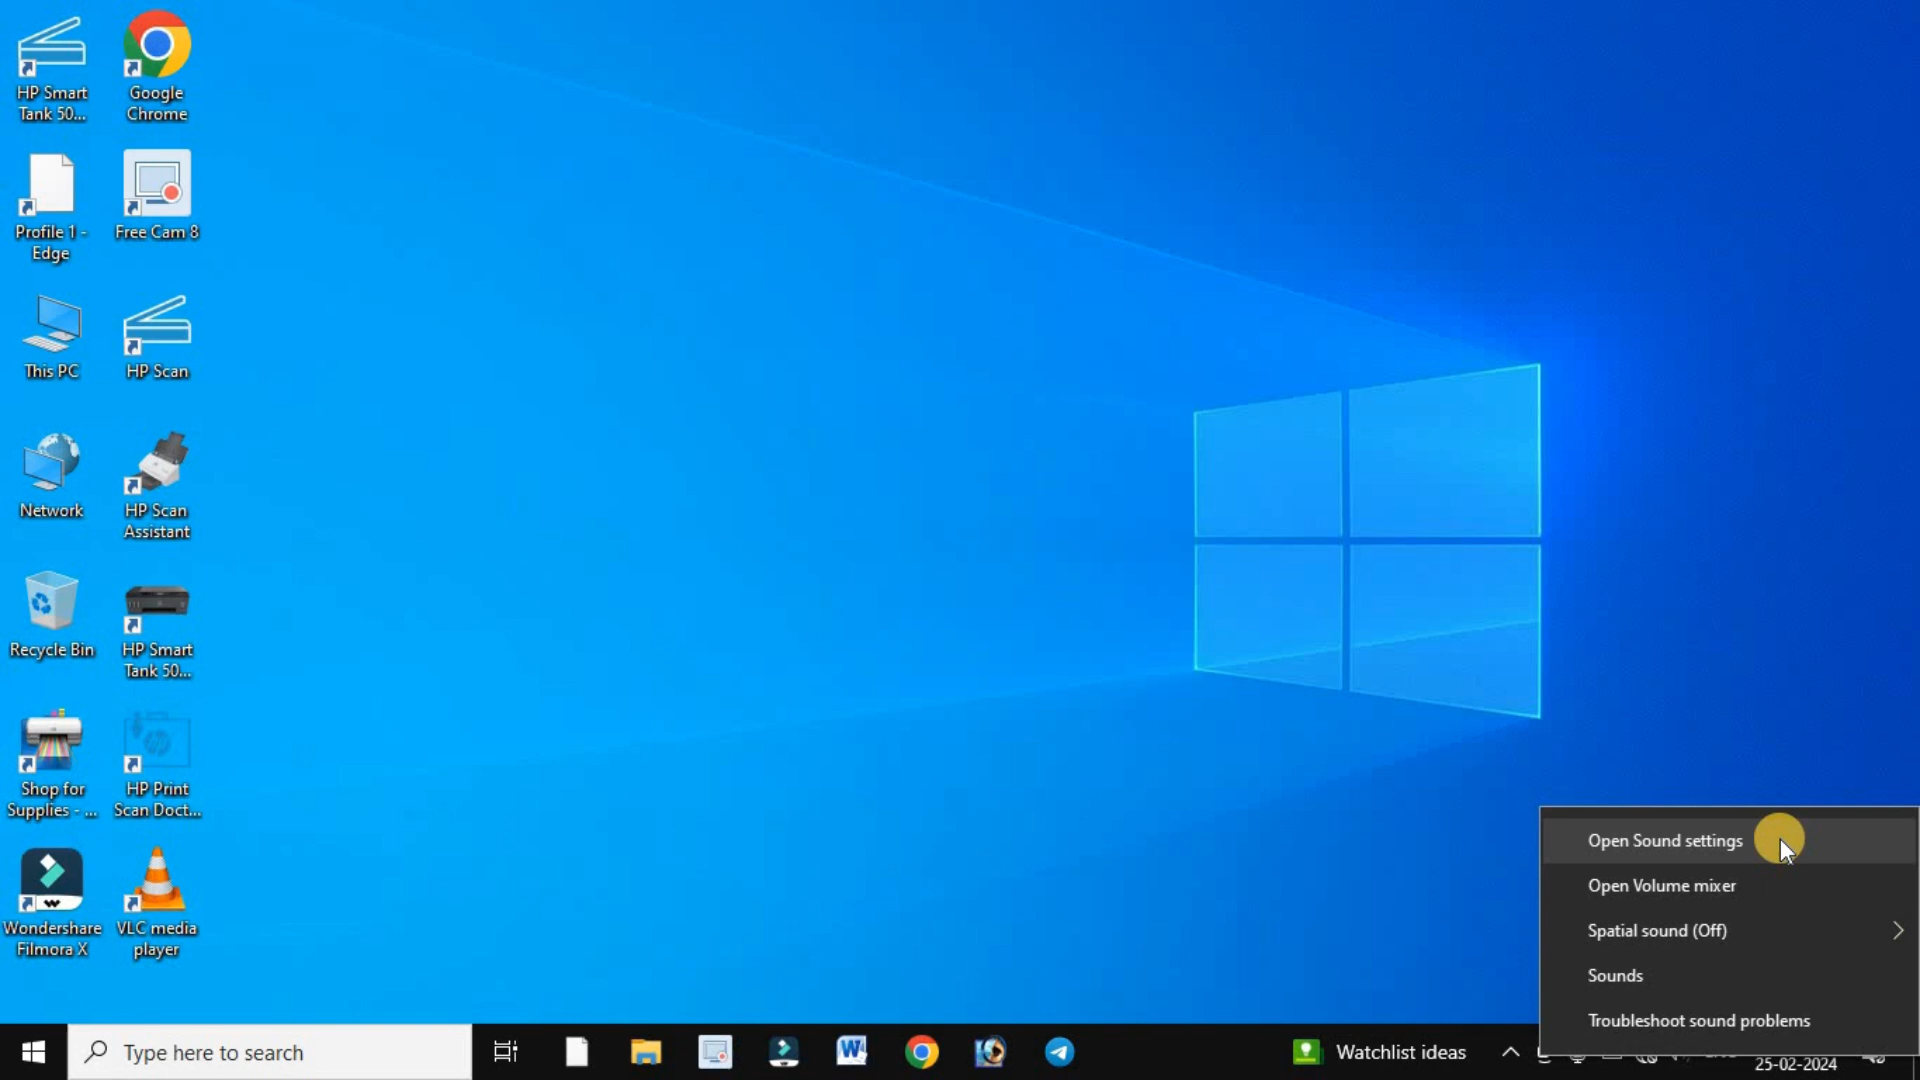 HP Smart
Tank 50...
Google
Chrome
Profile 1 -
Edge
Free Cam 8
This PC
HP Scan
Network
HP Scan
Assistant
Recycle Bin
HP Smart
Tank 50...
Shop for
Supplies - ...
HP Print
Scan Doct...
Wondershare
Filmora X
VLC media
player
Open Sound settings
Open Volume mixer
Spatial sound (Off)
Sounds
Troubleshoot sound problems
Type here to search
Watchlist ideas
25-02-2024